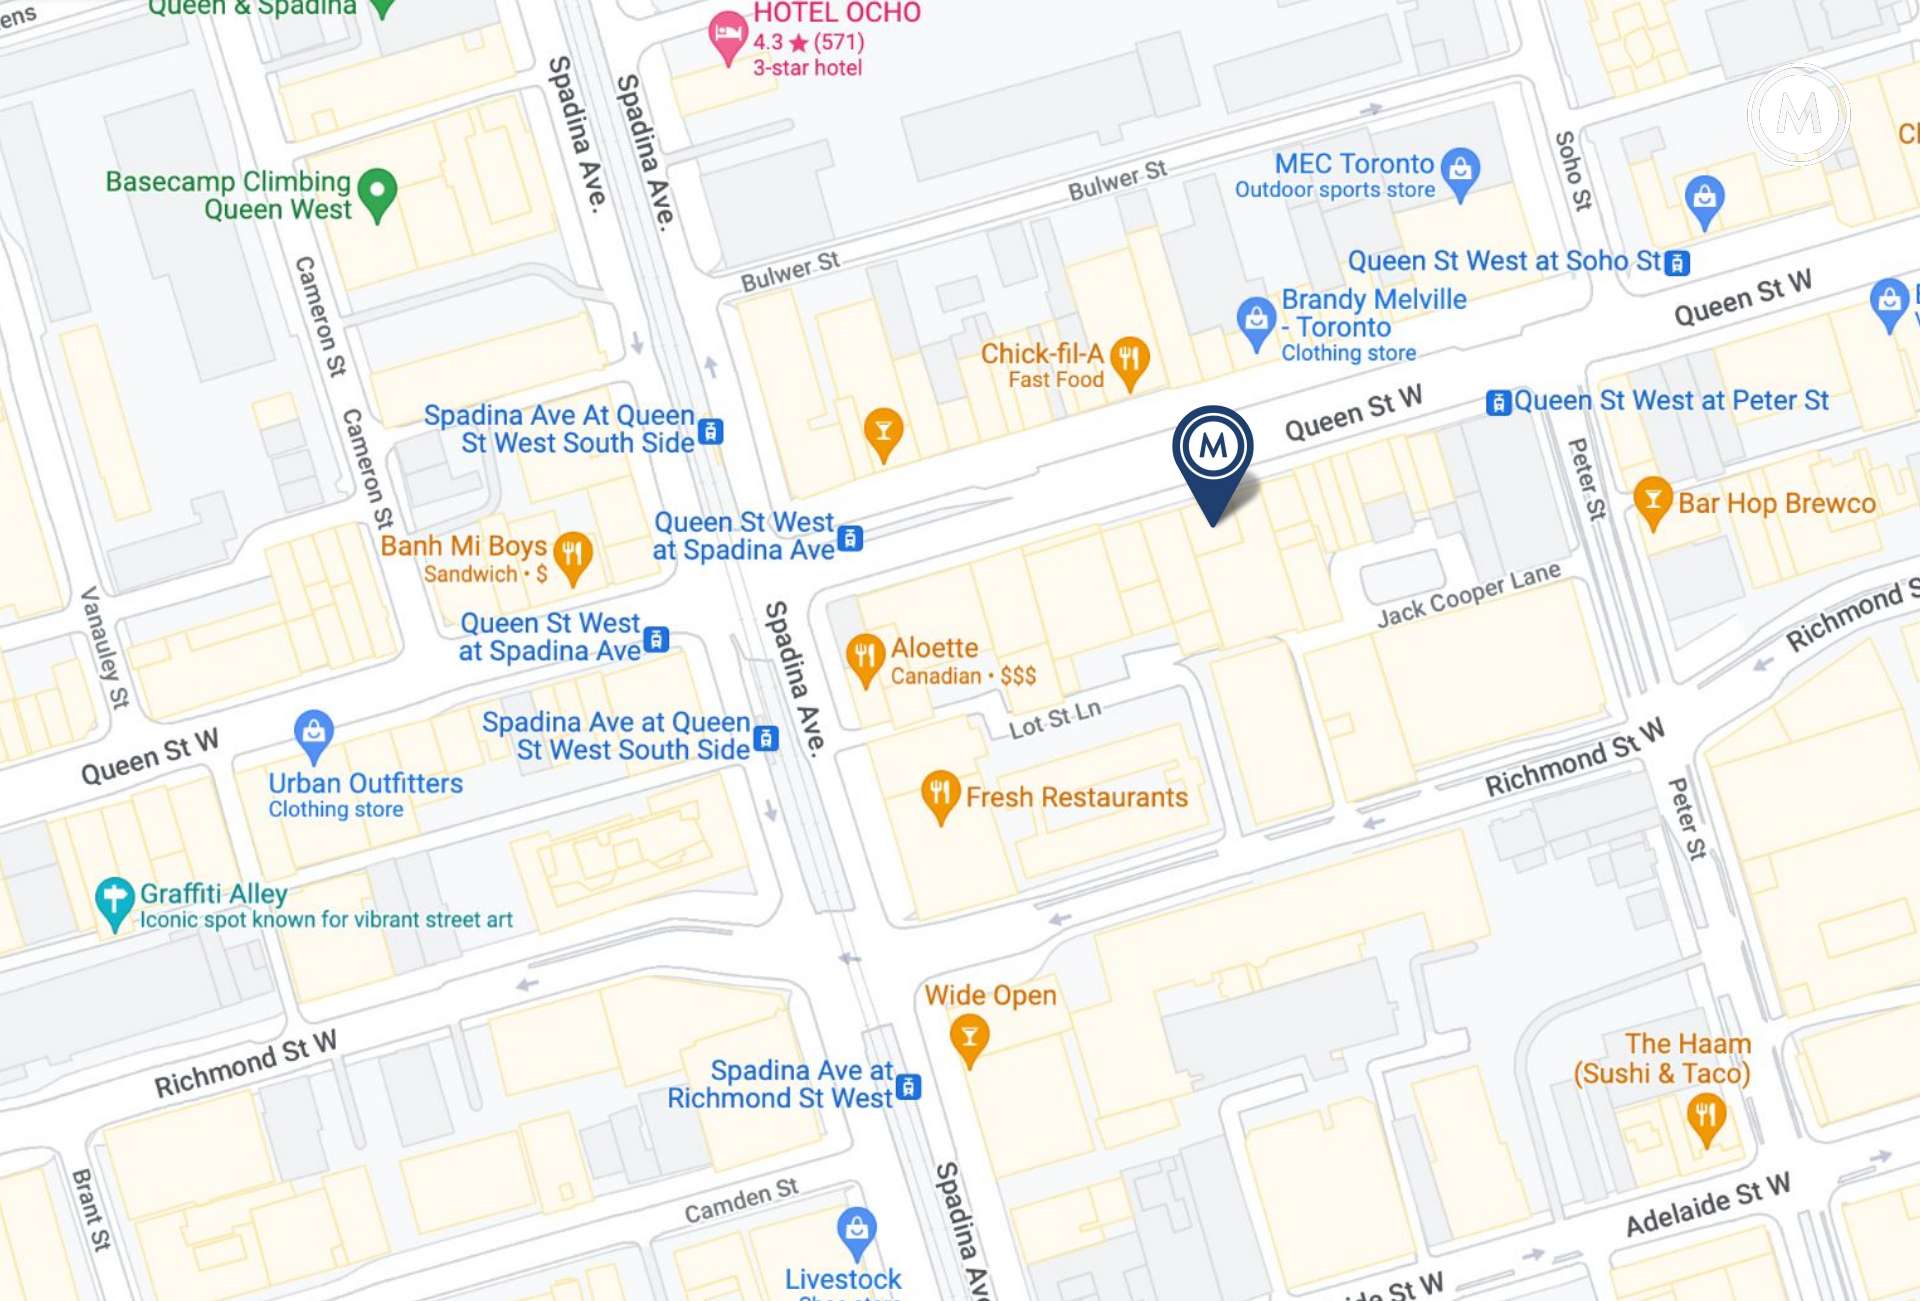 ens
Queen & Spadina
HOTEL OCHO
4.3 ★ (571)
3-star hotel
Spadina Ave.
Spadina Ave.
M
Basecamp Climbing
Queen West
Bulwer St
MEC Toronto
Outdoor sports store
Soho St
Bulwer St
Queen St West at Soho St
Queen St W
Cameron St
Brandy Melville
- Toronto
Clothing store
Chick-fil-A
Fast Food
Queen St W
Queen St West at Peter St
Spadina Ave At Queen
St West South Side
M
Cameron St
Peter St
Bar Hop Brewco
Queen St West
at Spadina Ave
Banh Mi Boys
Sandwich • $
Jack Cooper Lane
Richmond S
Vanauley St
Queen St West
at Spadina Ave
Spadina Ave.
Aloette
Canadian • $$$
Lot St Ln
Spadina Ave at Queen
St West South Side
Queen St W
Urban Outfitters
Clothing store
Richmond St W
Fresh Restaurants
Peter St
Graffiti Alley
Iconic spot known for vibrant street art
Wide Open
Richmond St W
Spadina Ave at
Richmond St West
The Haam
(Sushi & Taco)
Brant St
Camden St
Spadina Ave
Adelaide St W
Livestock
St W